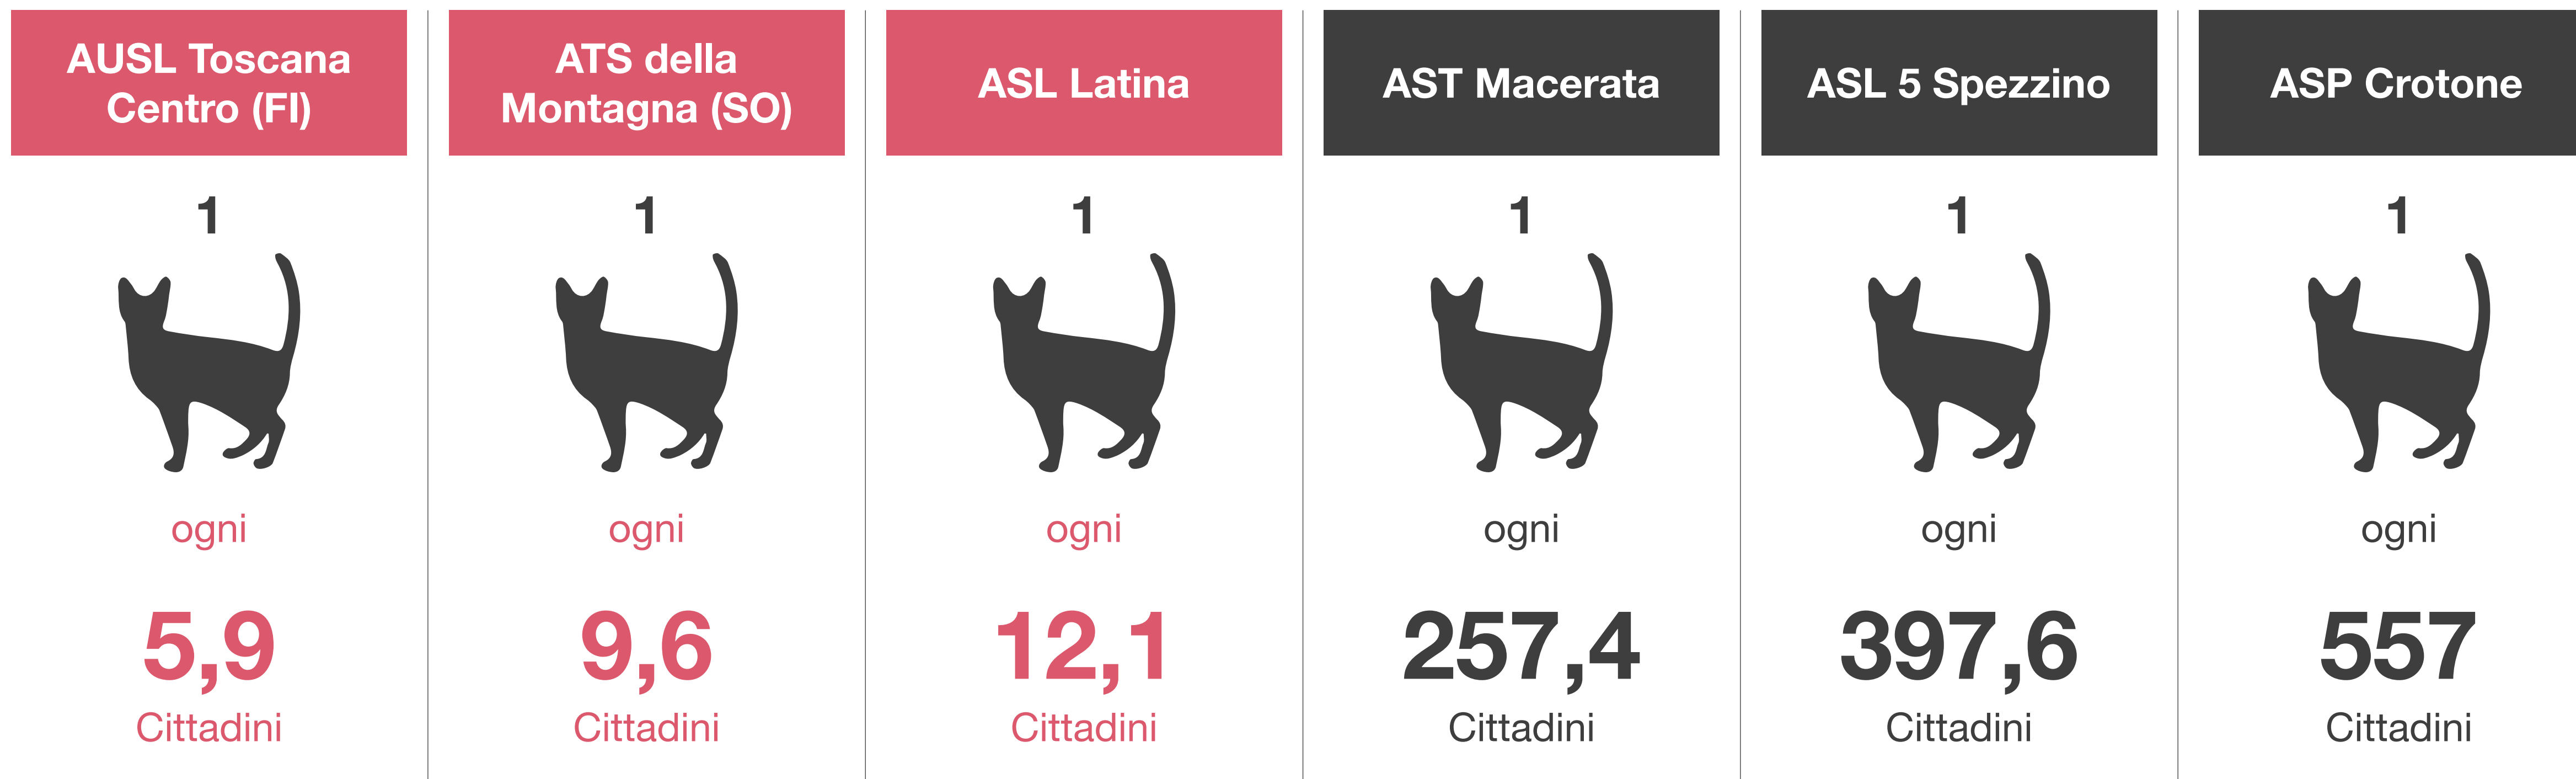 AUSL Toscana
Centro (FI)
1
ogni
5,9
Cittadini
ATS della
Montagna (SO)
1
ogni
9,6
Cittadini
ASL Latina
1
ogni
12,1
Cittadini
AST Macerata
1
ogni
257,4
Cittadini
ASL 5 Spezzino
1
ogni
397,6
Cittadini
ASP Crotone
1
ogni
557
Cittadini